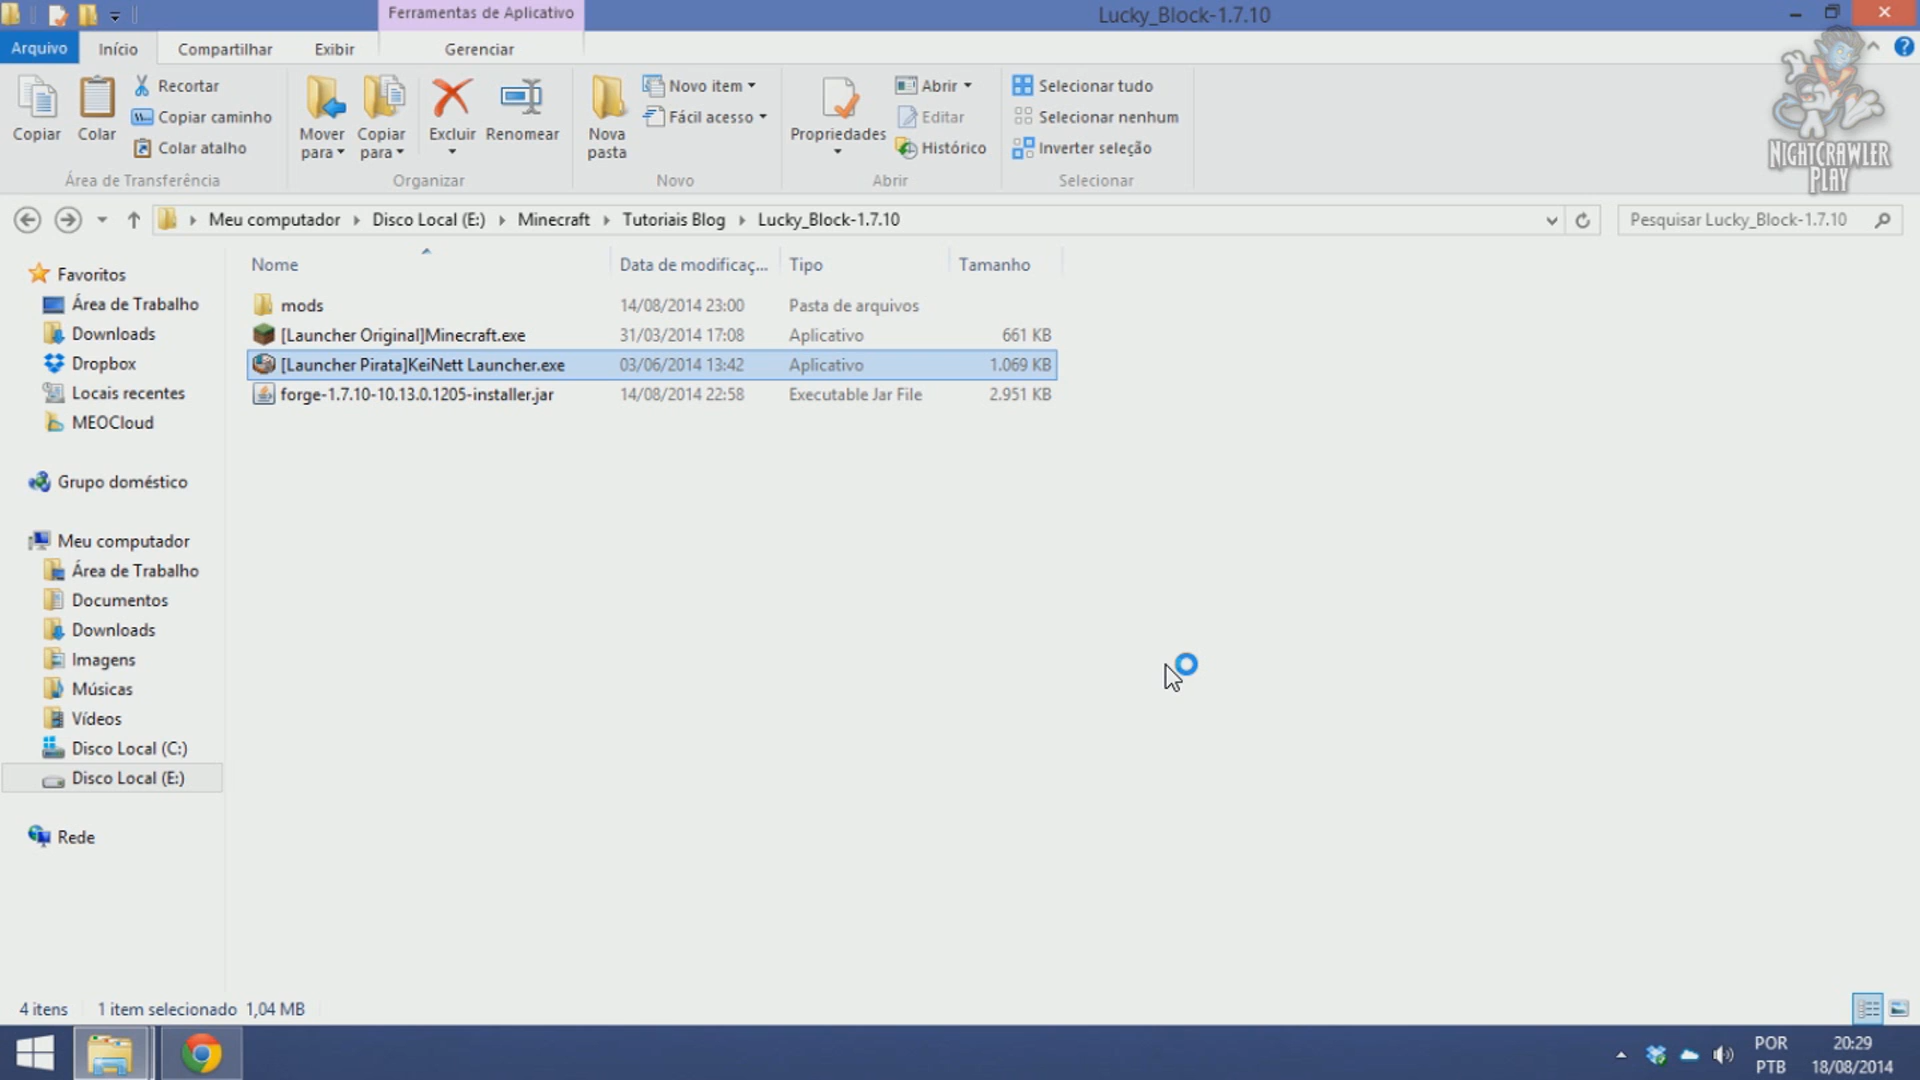 Ferramentas de Aplicativo
Lucky_Block-1.7.10
Arquivo
Início
Compartilhar
Exibir
Gerenciar
Copiar
Colar
Recortar
Copiar caminho
Colar atalho
Área de Transferência
Mover para
Copiar para
Excluir
Renomear
Organizar
Nova pasta
Novo item
Fácil acesso
Novo
Propriedades
Abrir
Editar
Histórico
Abrir
Selecionar tudo
Selecionar nenhum
Inverter seleção
Selecionar
NIGHTCRAWLER
PLAY
Meu computador
Disco Local (E:)
Minecraft
Tutoriais Blog
Lucky_Block-1.7.10
Pesquisar Lucky_Block-1.7.10
Nome
Data de modificaç...
Tipo
Tamanho
mods 14/08/2014 23:00 Pasta de arquivos
[Launcher Original]Minecraft.exe 31/03/2014 17:08 Aplicativo 661 KB
[Launcher Pirata]KeiNett Launcher.exe 03/06/2014 13:42 Aplicativo 1.069 KB
forge-1.7.10-10.13.0.1205-installer.jar 14/08/2014 22:58 Executable Jar File 2.951 KB
Favoritos
Área de Trabalho
Downloads
Dropbox
Locais recentes
MEOCloud
Grupo doméstico
Meu computador
Área de Trabalho
Documentos
Downloads
Imagens
Músicas
Vídeos
Disco Local (C:)
Disco Local (E:)
Rede
4 itens
1 item selecionado 1,04 MB
POR
PTB
20:29
18/08/2014